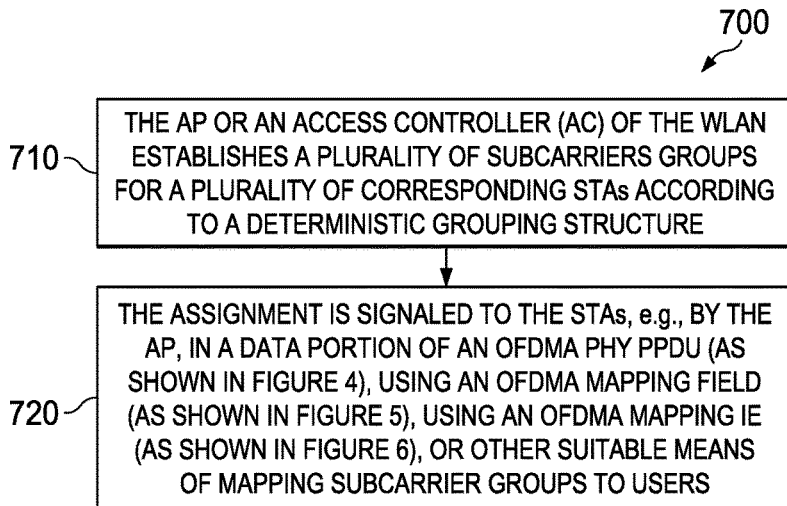 700
710
THE AP OR AN ACCESS CONTROLLER (AC) OF THE WLAN
ESTABLISHES A PLURALITY OF SUBCARRIERS GROUPS
FOR A PLURALITY OF CORRESPONDING STAs ACCORDING
TO A DETERMINISTIC GROUPING STRUCTURE
720
THE ASSIGNMENT IS SIGNALED TO THE STAs, e.g., BY THE
AP, IN A DATA PORTION OF AN OFDMA PHY PPDU (AS
SHOWN IN FIGURE 4), USING AN OFDMA MAPPING FIELD
(AS SHOWN IN FIGURE 5), USING AN OFDMA MAPPING IE
(AS SHOWN IN FIGURE 6), OR OTHER SUITABLE MEANS
OF MAPPING SUBCARRIER GROUPS TO USERS